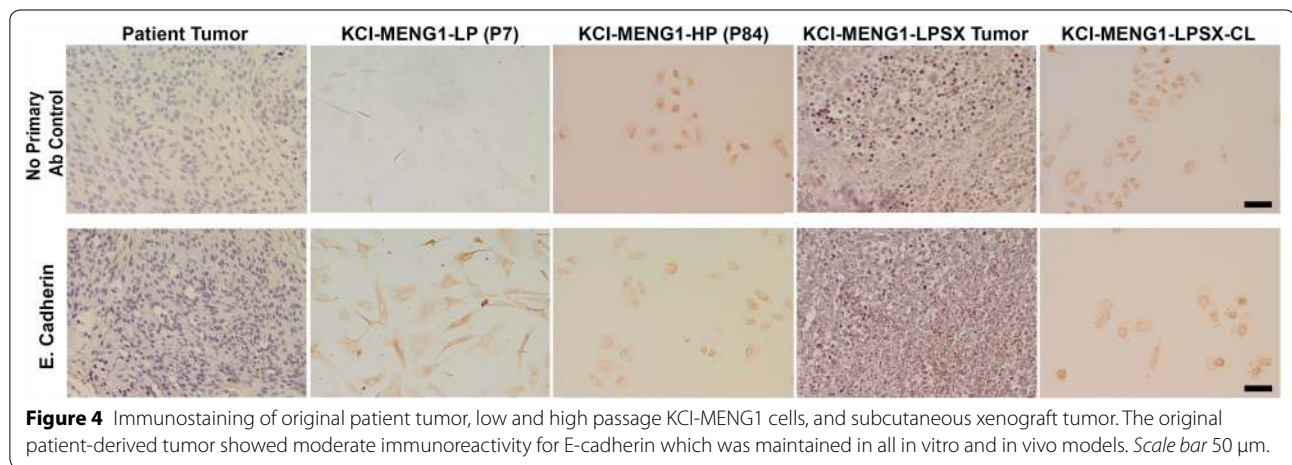 Patient Tumor KCI-MENG1-LP (P7) KCI-MENG1-HP (P84) KCI-MENG1-LPSX Tumor KCI-MENG1-LPSX-CL
No Primary
Ab Control
E. Cadherin
Figure 4 Immunostaining of original patient tumor, low and high passage KCI-MENG1 cells, and subcutaneous xenograft tumor. The original
patient-derived tumor showed moderate immunoreactivity for E-cadherin which was maintained in all in vitro and in vivo models. Scale bar 50 μm.